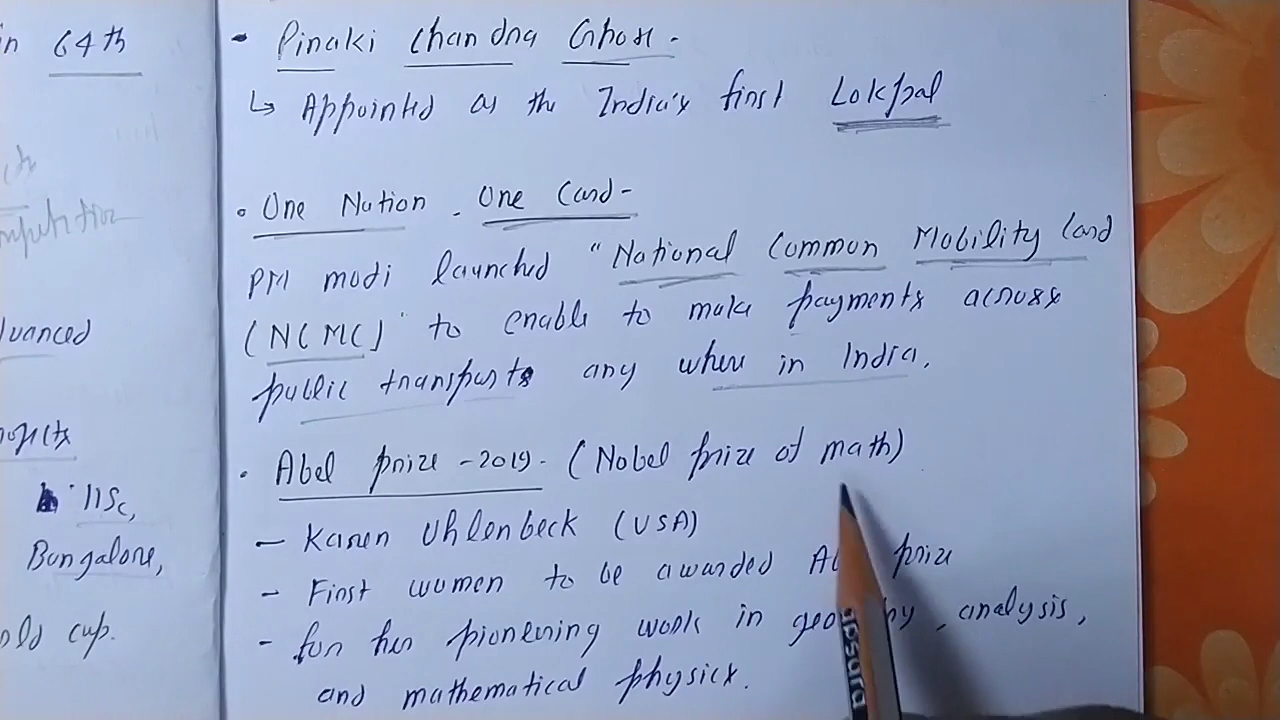 in 64th
• Pinaki Chandra Ghose -
↳ Appointed as the India's first Lokpal
• One Nation - One Card -
PM modi launched "National Common Mobility Card
(NCMC)" to enable to make payments across
public transports any where in India.
• Abel prize - 2019 - (Nobel prize of math)
- Karen Uhlenbeck (USA)
- First women to be awarded prize
- for her pioneering work in , analysis,
and mathematical physics.
IISc,
Bangalore,
cup.
apsara